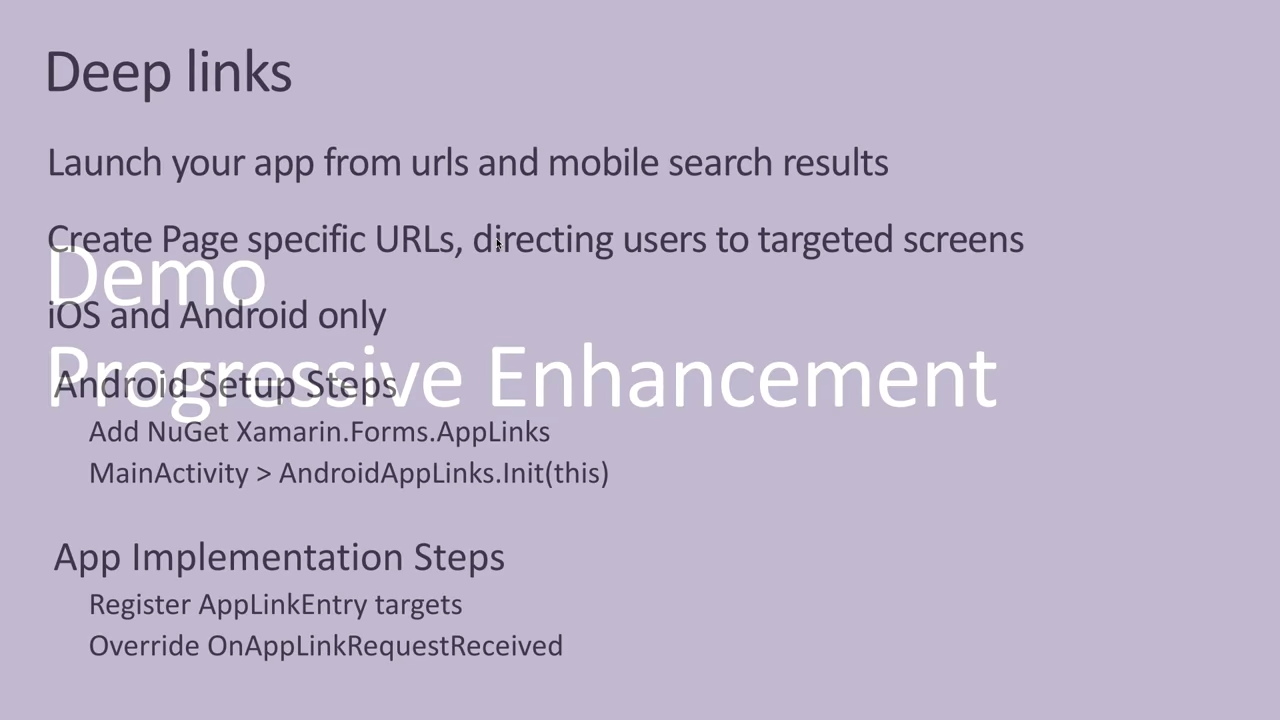 Deep links
Launch your app from urls and mobile search results
Create Page specific URLs, directing users to targeted screens
Demo
iOS and Android only
Progressive Enhancement
Android Setup Steps
Add NuGet Xamarin.Forms.AppLinks
MainActivity > AndroidAppLinks.Init(this)
App Implementation Steps
Register AppLinkEntry targets
Override OnAppLinkRequestReceived